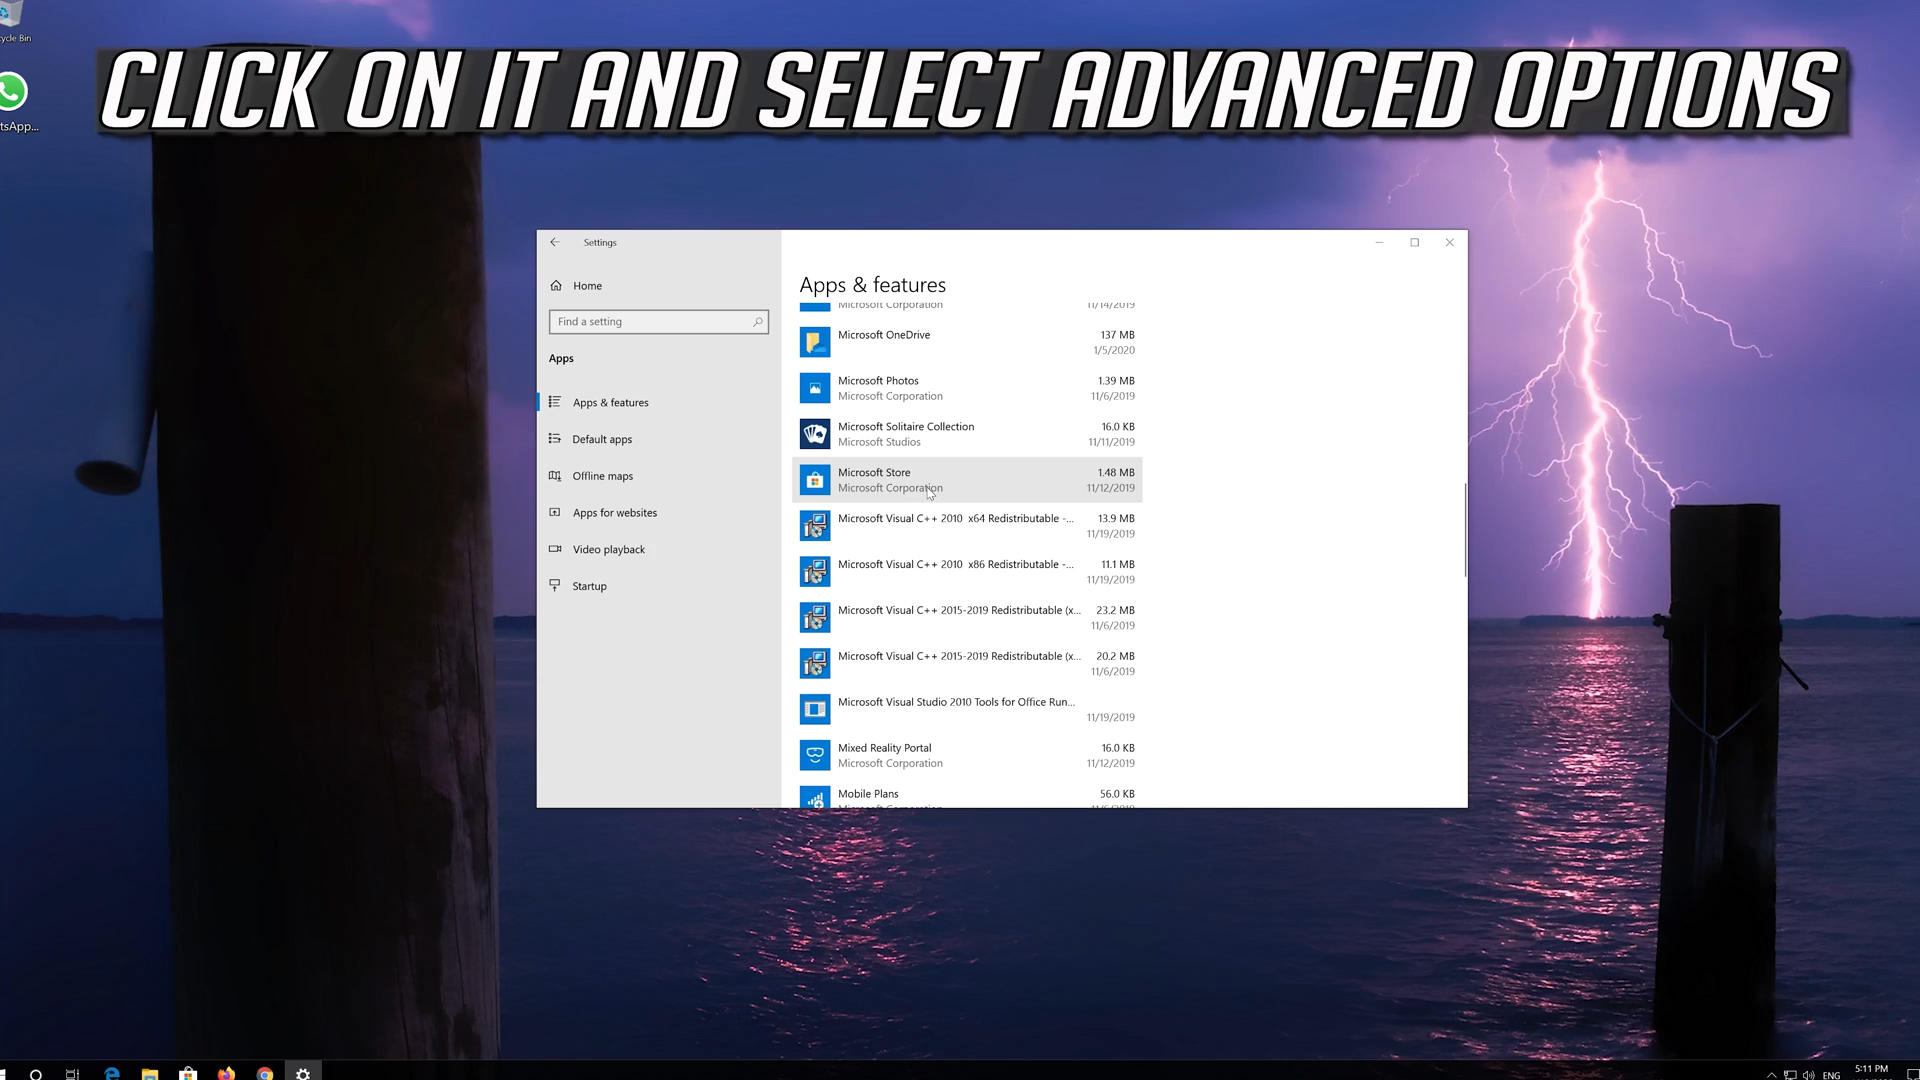 cycle Bin
tsApp...
CLICK ON IT AND SELECT ADVANCED OPTIONS
Settings
Home
Find a setting
Apps
Apps & features
Default apps
Offline maps
Apps for websites
Video playback
Startup
Apps & features
Microsoft Corporation 11/14/2019
Microsoft OneDrive 137 MB
1/5/2020
Microsoft Photos 1.39 MB
Microsoft Corporation 11/6/2019
Microsoft Solitaire Collection 16.0 KB
Microsoft Studios 11/11/2019
Microsoft Store 1.48 MB
Microsoft Corporation 11/12/2019
Microsoft Visual C++ 2010 x64 Redistributable -... 13.9 MB
11/19/2019
Microsoft Visual C++ 2010 x86 Redistributable -... 11.1 MB
11/19/2019
Microsoft Visual C++ 2015-2019 Redistributable (x... 23.2 MB
11/6/2019
Microsoft Visual C++ 2015-2019 Redistributable (x... 20.2 MB
11/6/2019
Microsoft Visual Studio 2010 Tools for Office Run...
11/19/2019
Mixed Reality Portal 16.0 KB
Microsoft Corporation 11/12/2019
Mobile Plans 56.0 KB
ENG
5:11 PM